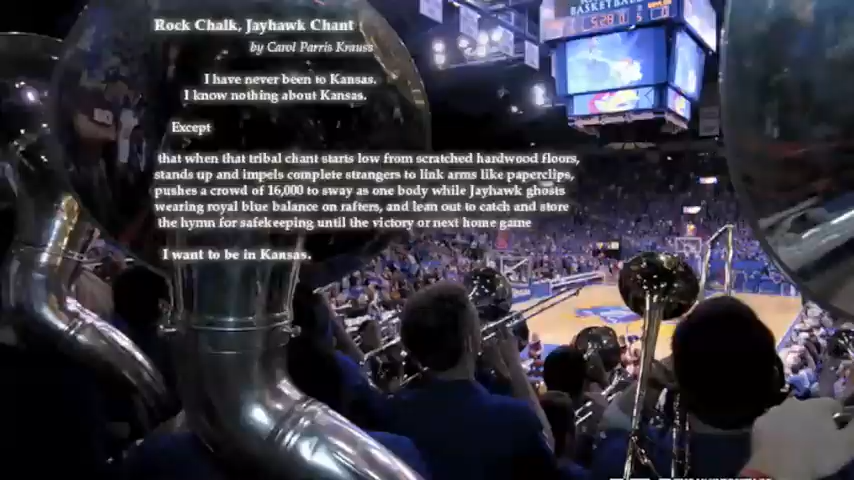 Rock Chalk, Jayhawk Chant
by Carol Parris Krauss
I have never been to Kansas.
I know nothing about Kansas.
Except
that when that tribal chant starts low from scratched hardwood floors,
stands up and impels complete strangers to link arms like paperclips,
pushes a crowd of 16,000 to sway as one body while Jayhawk ghosts
wearing royal blue balance on rafters, and lean out to catch and store
the hymn for safekeeping until the victory or next home game
I want to be in Kansas.
BASKETBALL